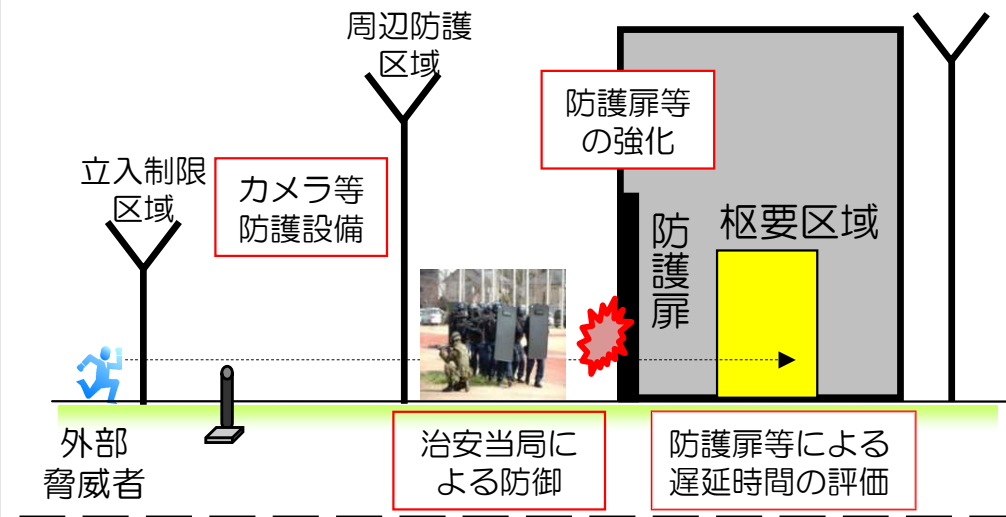 周辺防護
区域
防護扉等
の強化
立入制限
区域
カメラ等
防護設備
防護扉
枢要区域
外部
脅威者
治安当局に
よる防御
防護扉等による
遅延時間の評価